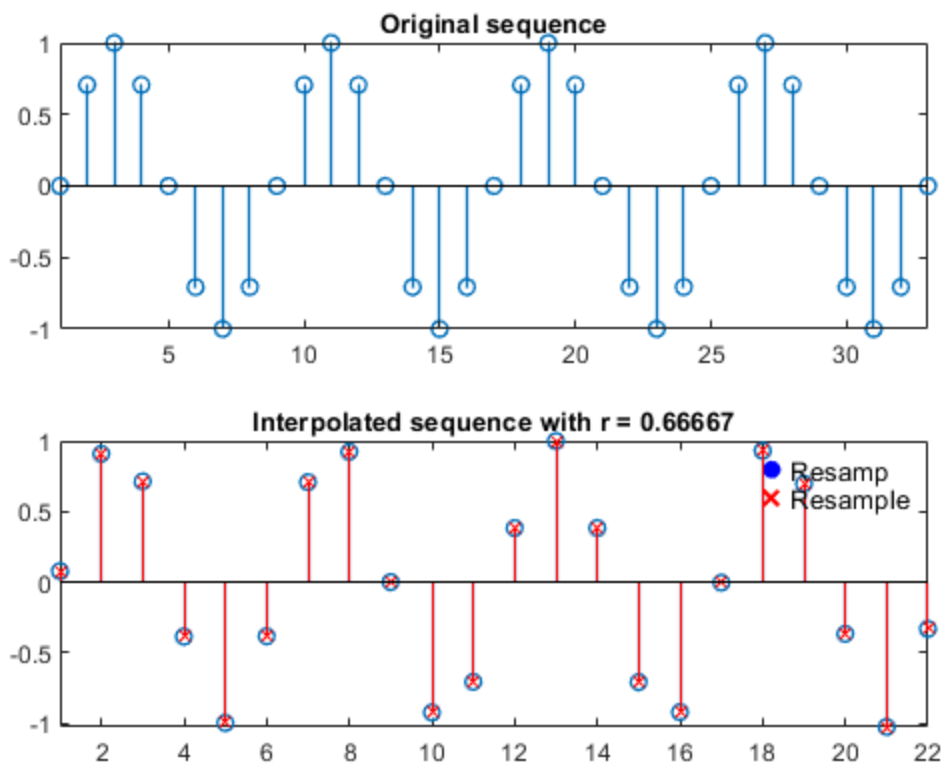 Original sequence
1
0.5
0
-0.5
-1
5 10 15 20 25 30
Interpolated sequence with r = 0.66667
1
0.5
0
-0.5
-1
Resamp
Resample
2 4 6 8 10 12 14 16 18 20 22